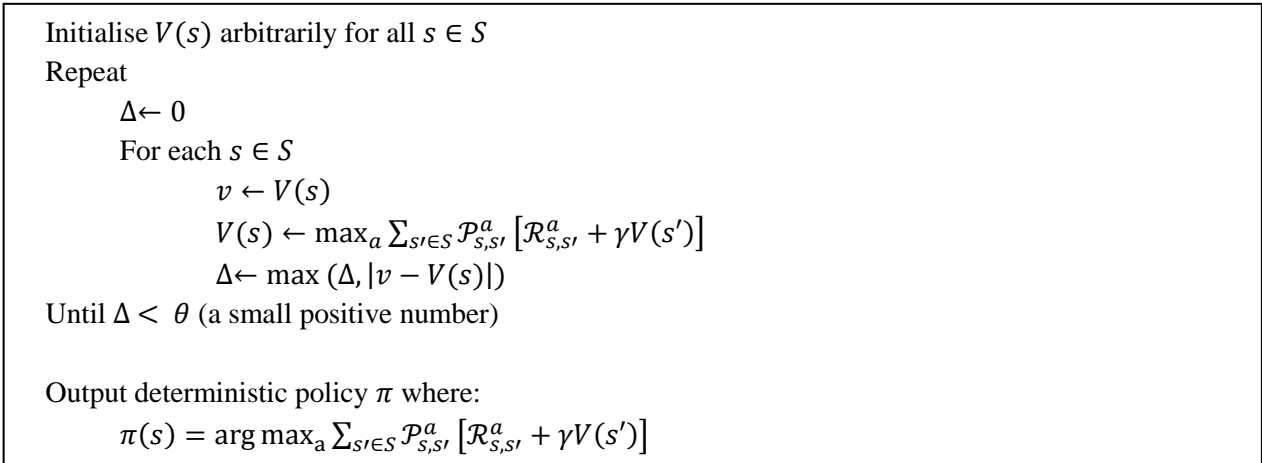 Initialise 𝑉(𝑠) arbitrarily for all 𝑠 ∈ 𝑆
Repeat
Δ← 0
For each 𝑠 ∈ 𝑆
𝑣 ← 𝑉(𝑠)
𝑉(𝑠) ← max_𝑎 ∑_{𝑠′∈𝑆} 𝒫^𝑎_{𝑠,𝑠′} [ℛ^𝑎_{𝑠,𝑠′} + 𝛾𝑉(𝑠′)]
Δ← max (Δ, |𝑣 − 𝑉(𝑠)|)
Until Δ < 𝜃 (a small positive number)
Output deterministic policy 𝜋 where:
𝜋(𝑠) = arg max_a ∑_{𝑠′∈𝑆} 𝒫^𝑎_{𝑠,𝑠′} [ℛ^𝑎_{𝑠,𝑠′} + 𝛾𝑉(𝑠′)]